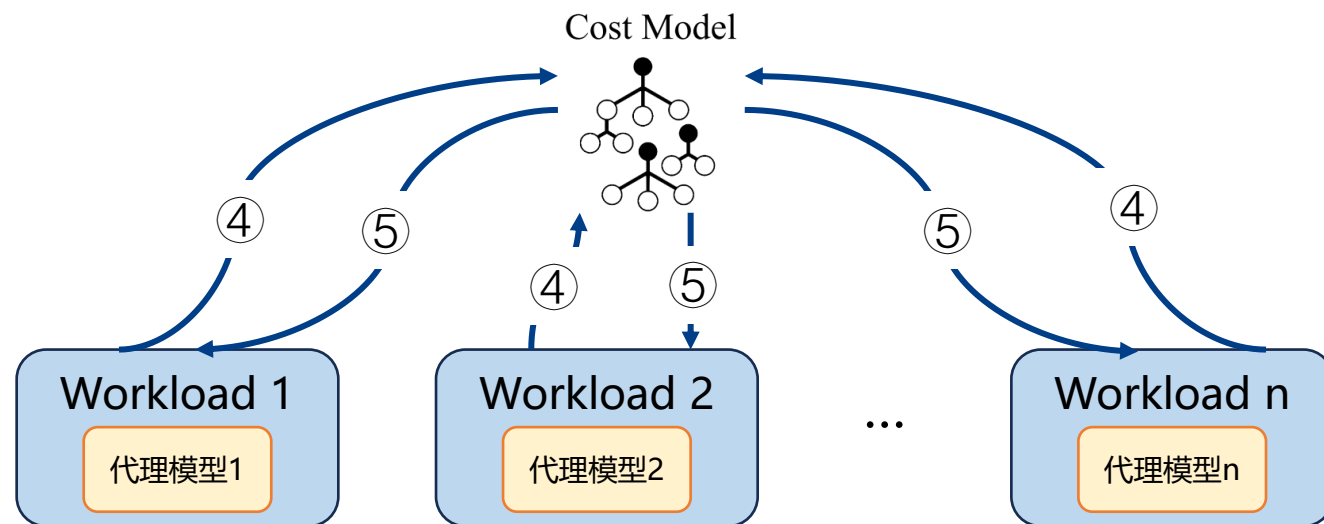 Cost Model
④
⑤
④
⑤
⑤
④
Workload 1
代理模型1
Workload 2
代理模型2
...
Workload n
代理模型n